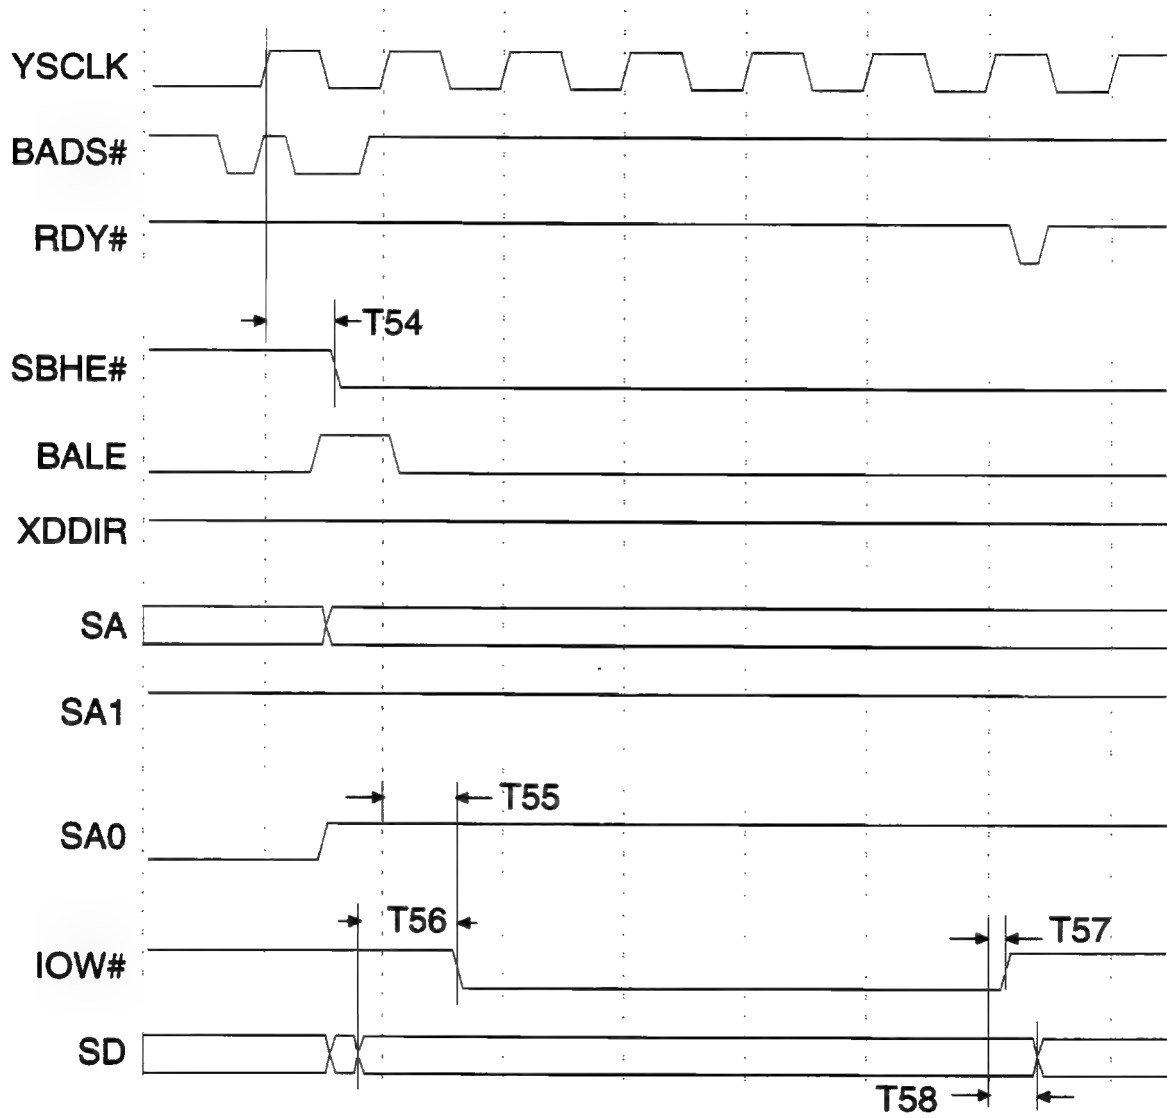 YSCLK
BADS#
RDY#
T54
SBHE#
BALE
XDDIR
SA
SA1
T55
SA0
T56
T57
IOW#
SD
T58